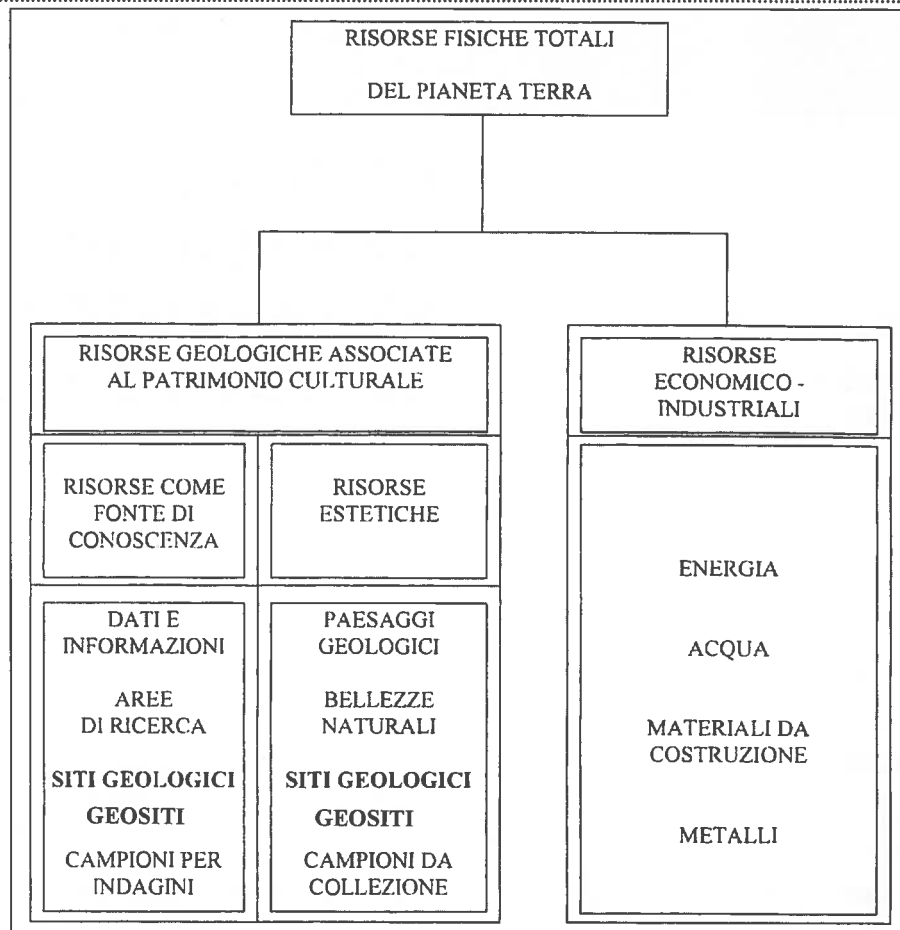 RISORSE FISICHE TOTALI
DEL PIANETA TERRA
RISORSE GEOLOGICHE ASSOCIATE
AL PATRIMONIO CULTURALE
RISORSE COME
FONTE DI
CONOSCENZA
RISORSE
ESTETICHE
DATI E
INFORMAZIONI
AREE
DI RICERCA
SITI GEOLOGICI
GEOSITI
CAMPIONI PER
INDAGINI
PAESAGGI
GEOLOGICI
BELLEZZE
NATURALI
SITI GEOLOGICI
GEOSITI
CAMPIONI DA
COLLEZIONE
RISORSE
ECONOMICO -
INDUSTRIALI
ENERGIA
ACQUA
MATERIALI DA
COSTRUZIONE
METALLI